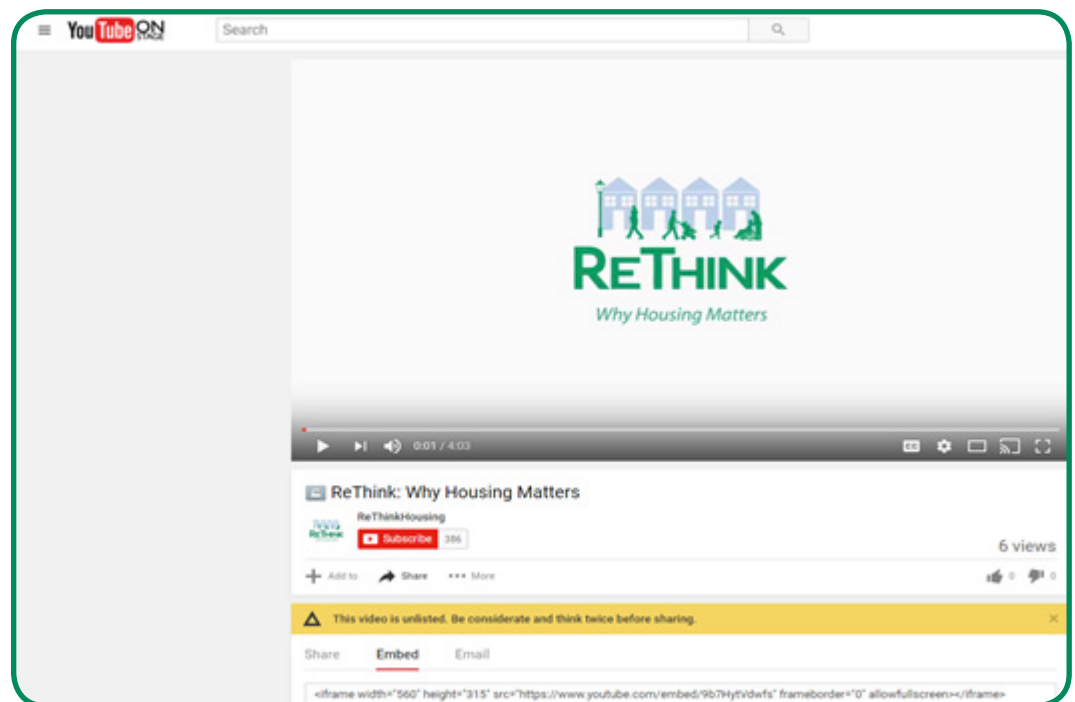 YouTube ON STAGE
Search
RETHINK
Why Housing Matters
0:01 / 4:03
CC
ReThink: Why Housing Matters
ReThinkHousing
RETHINK
Subscribe 386
6 views
Add to Share More
0 0
This video is unlisted. Be considerate and think twice before sharing.
Share Embed Email
<iframe width="560" height="315" src="https://www.youtube.com/embed/9b7HytVdwfs" frameborder="0" allowfullscreen></iframe>